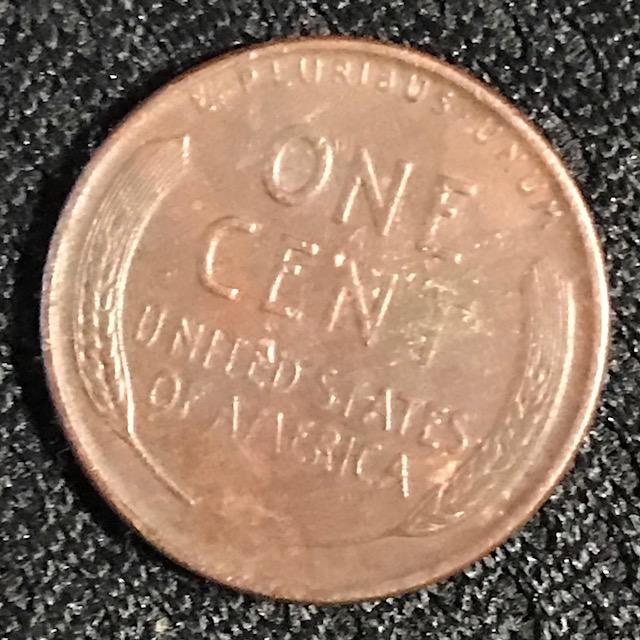 E PLURIBUS UNUM
ONE
CENT
UNITED STATES
OF AMERICA